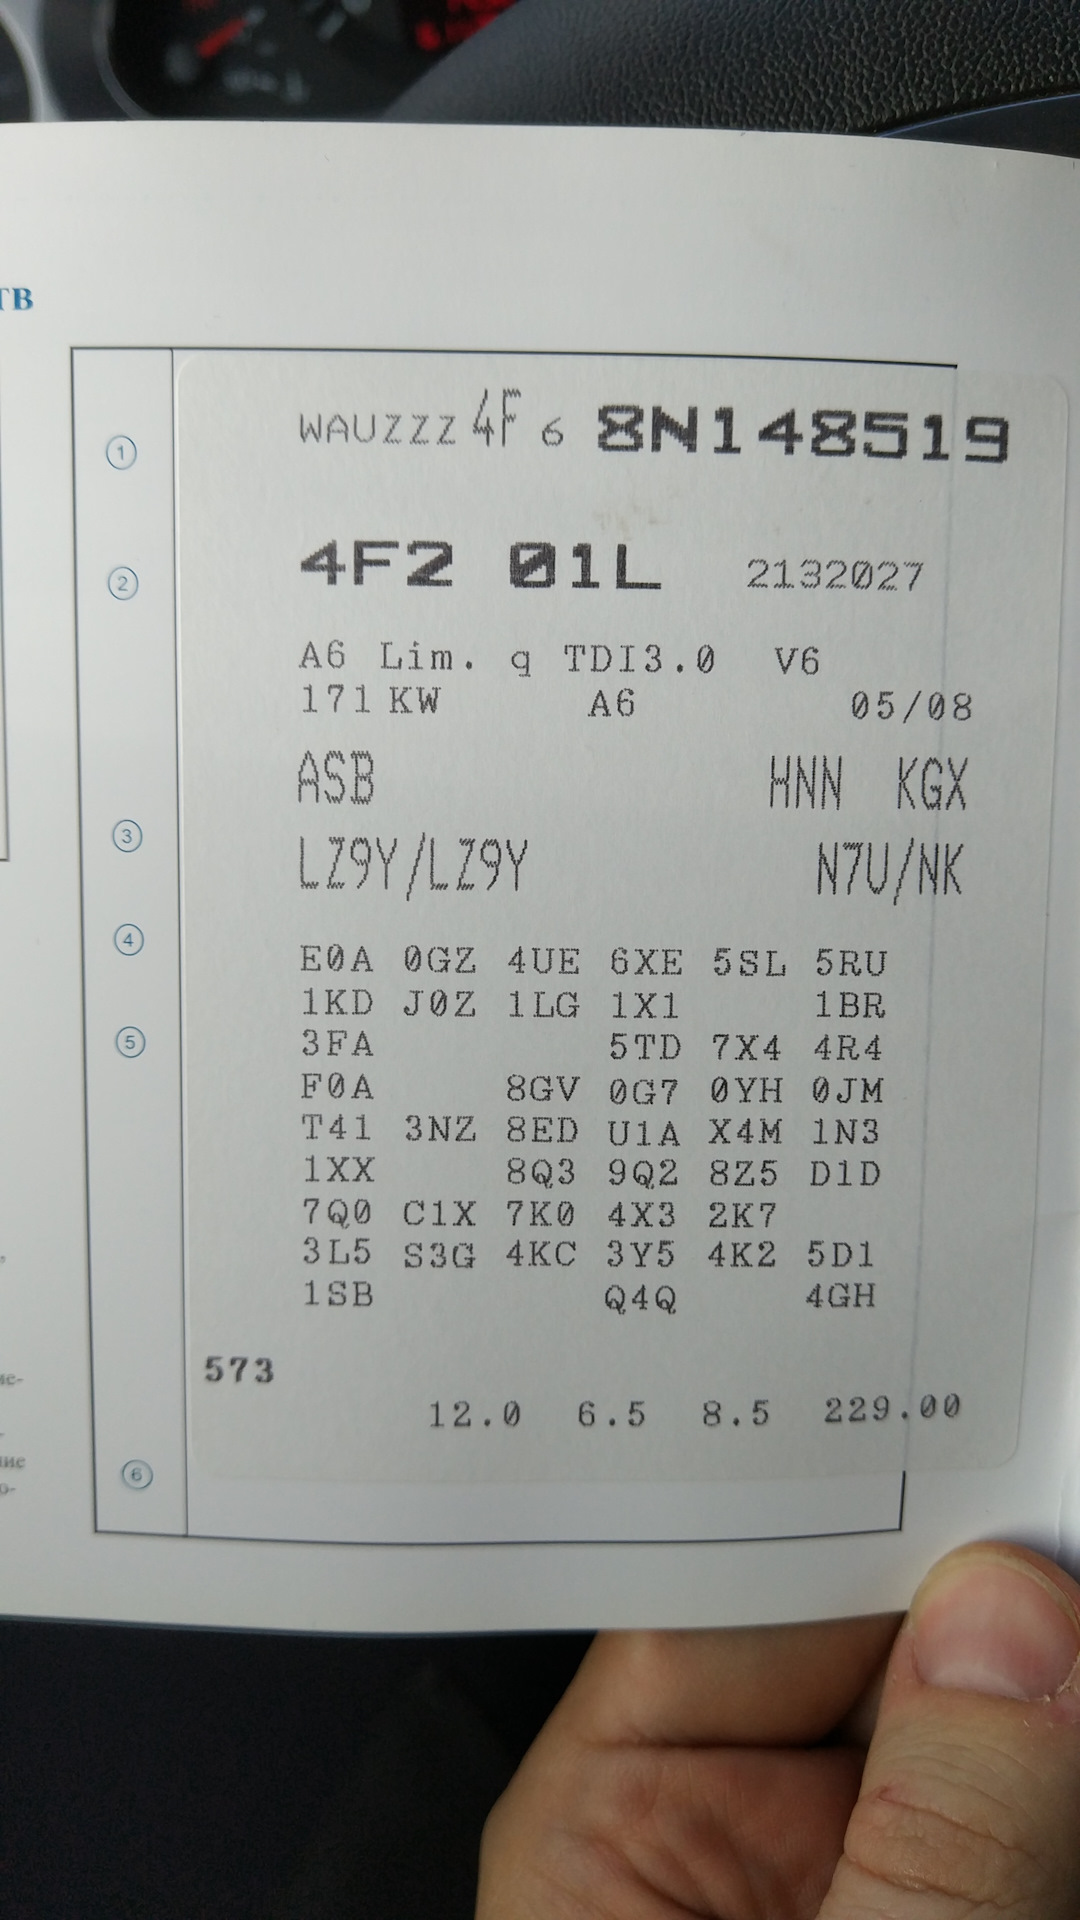 ТВ
① WAUZZZ 4F 6 8N148519
② 4F2 01L 2132027
A6 Lim. q TDI3.0 V6
171 KW A6 05/08
ASB HNN KGX
③ LZ9Y/LZ9Y N7U/NK
④ E0A 0GZ 4UE 6XE 5SL 5RU
1KD J0Z 1LG 1X1 1BR
⑤ 3FA 5TD 7X4 4R4
F0A 8GV 0G7 0YH 0JM
T41 3NZ 8ED U1A X4M 1N3
1XX 8Q3 9Q2 8Z5 D1D
7Q0 C1X 7K0 4X3 2K7
3L5 S3G 4KC 3Y5 4K2 5D1
1SB Q4Q 4GH
573
12.0 6.5 8.5 229.00
⑥